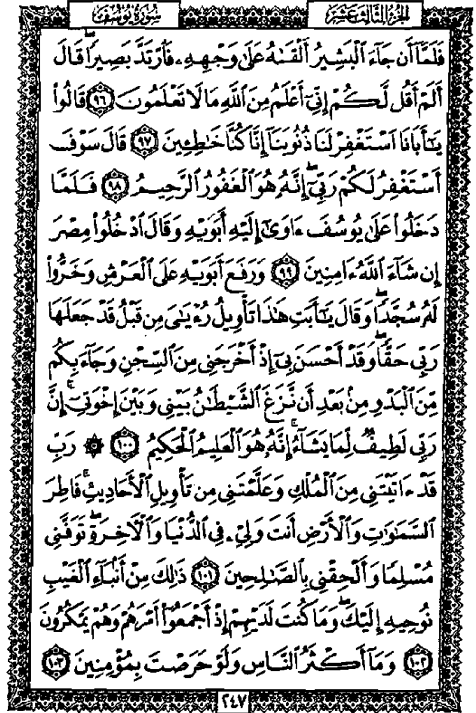 الجزء الثالث عشر
سورة يوسف
فَلَمَّآ أَن جَآءَ ٱلْبَشِيرُ أَلْقَىٰهُ عَلَىٰ وَجْهِهِۦ فَٱرْتَدَّ بَصِيرًاۖ قَالَ
أَلَمْ أَقُل لَّكُمْ إِنِّىٓ أَعْلَمُ مِنَ ٱللَّهِ مَا لَا تَعْلَمُونَ ٩٦ قَالُوا۟
يَـٰٓأَبَانَا ٱسْتَغْفِرْ لَنَا ذُنُوبَنَآ إِنَّا كُنَّا خَـٰطِـِٔينَ ٩٧ قَالَ سَوْفَ
أَسْتَغْفِرُ لَكُمْ رَبِّىٓۖ إِنَّهُۥ هُوَ ٱلْغَفُورُ ٱلرَّحِيمُ ٩٨ فَلَمَّا
دَخَلُوا۟ عَلَىٰ يُوسُفَ ءَاوَىٰٓ إِلَيْهِ أَبَوَيْهِ وَقَالَ ٱدْخُلُوا۟ مِصْرَ
إِن شَآءَ ٱللَّهُ ءَامِنِينَ ٩٩ وَرَفَعَ أَبَوَيْهِ عَلَى ٱلْعَرْشِ وَخَرُّوا۟
لَهُۥ سُجَّدًاۖ وَقَالَ يَـٰٓأَبَتِ هَـٰذَا تَأْوِيلُ رُءْيَـٰىَ مِن قَبْلُ قَدْ جَعَلَهَا
رَبِّى حَقًّاۖ وَقَدْ أَحْسَنَ بِىٓ إِذْ أَخْرَجَنِى مِنَ ٱلسِّجْنِ وَجَآءَ بِكُم
مِّنَ ٱلْبَدْوِ مِنۢ بَعْدِ أَن نَّزَغَ ٱلشَّيْطَـٰنُ بَيْنِى وَبَيْنَ إِخْوَتِىٓۚ إِنَّ
رَبِّى لَطِيفٌ لِّمَا يَشَآءُۚ إِنَّهُۥ هُوَ ٱلْعَلِيمُ ٱلْحَكِيمُ ١٠٠ ۞ رَبِّ
قَدْ ءَاتَيْتَنِى مِنَ ٱلْمُلْكِ وَعَلَّمْتَنِى مِن تَأْوِيلِ ٱلْأَحَادِيثِۚ فَاطِرَ
ٱلسَّمَـٰوَٰتِ وَٱلْأَرْضِ أَنتَ وَلِىِّۦ فِى ٱلدُّنْيَا وَٱلْـَٔاخِرَةِۖ تَوَفَّنِى
مُسْلِمًا وَأَلْحِقْنِى بِٱلصَّـٰلِحِينَ ١٠١ ذَٰلِكَ مِنْ أَنۢبَآءِ ٱلْغَيْبِ
نُوحِيهِ إِلَيْكَۖ وَمَا كُنتَ لَدَيْهِمْ إِذْ أَجْمَعُوٓا۟ أَمْرَهُمْ وَهُمْ يَمْكُرُونَ
١٠٢ وَمَآ أَكْثَرُ ٱلنَّاسِ وَلَوْ حَرَصْتَ بِمُؤْمِنِينَ ١٠٣
٢٤٧